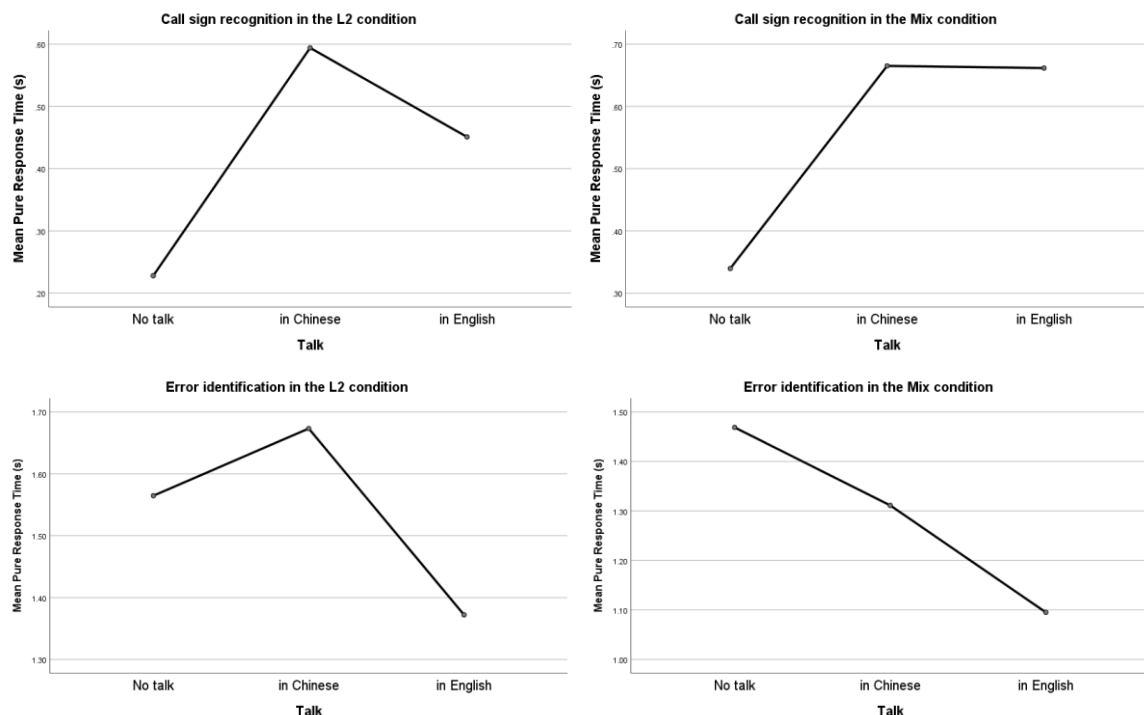 Call sign recognition in the L2 condition
Mean Pure Response Time (s)
.60
.50
.40
.30
.20
No talk
in Chinese
in English
Talk
Call sign recognition in the Mix condition
Mean Pure Response Time (s)
.70
.60
.50
.40
.30
No talk
in Chinese
in English
Talk
Error identification in the L2 condition
Mean Pure Response Time (s)
1.70
1.60
1.50
1.40
1.30
No talk
in Chinese
in English
Talk
Error identification in the Mix condition
Mean Pure Response Time (s)
1.50
1.40
1.30
1.20
1.10
1.00
No talk
in Chinese
in English
Talk